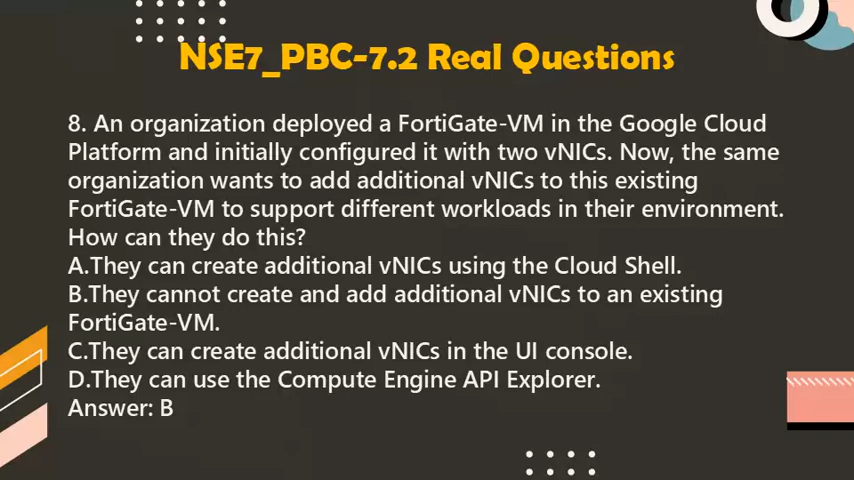 NSE7_PBC-7.2 Real Questions
8. An organization deployed a FortiGate-VM in the Google Cloud
Platform and initially configured it with two vNICs. Now, the same
organization wants to add additional vNICs to this existing
FortiGate-VM to support different workloads in their environment.
How can they do this?
A.They can create additional vNICs using the Cloud Shell.
B.They cannot create and add additional vNICs to an existing
FortiGate-VM.
C.They can create additional vNICs in the UI console.
D.They can use the Compute Engine API Explorer.
Answer: B